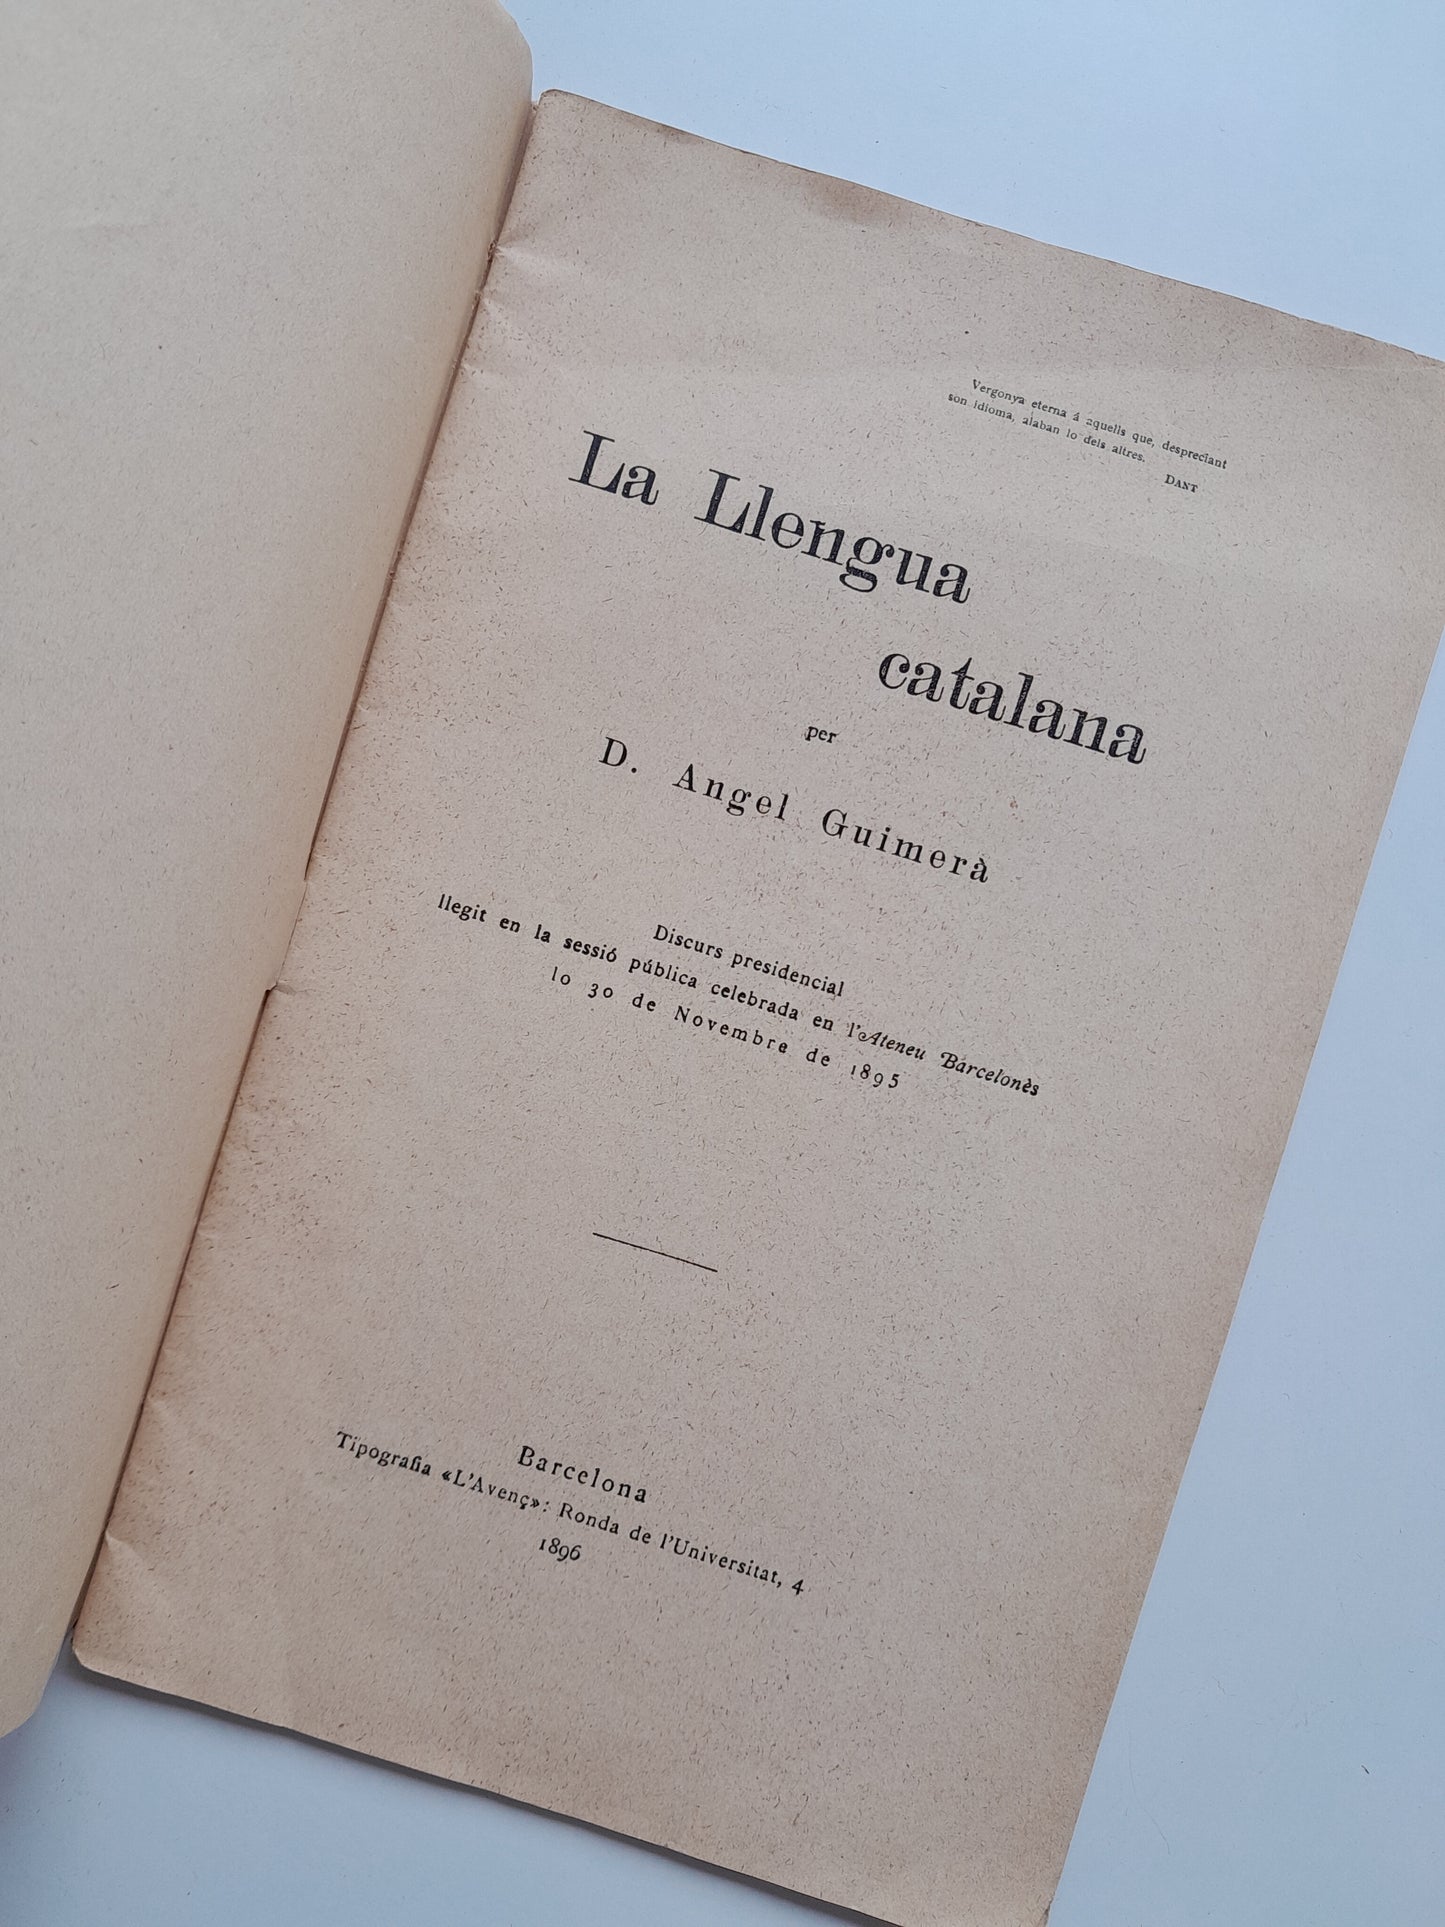 Vergonya eterna á aquells que, despreciant
son idioma, alaban lo dels altres.
DANT
La Llengua
catalana
per
D. Angel Guimerà
Discurs presidencial
llegit en la sessió pública celebrada en l'Ateneu Barcelonès
lo 30 de Novembre de 1895
Barcelona
Tipografia «L'Avenç»: Ronda de l'Universitat, 4
1896